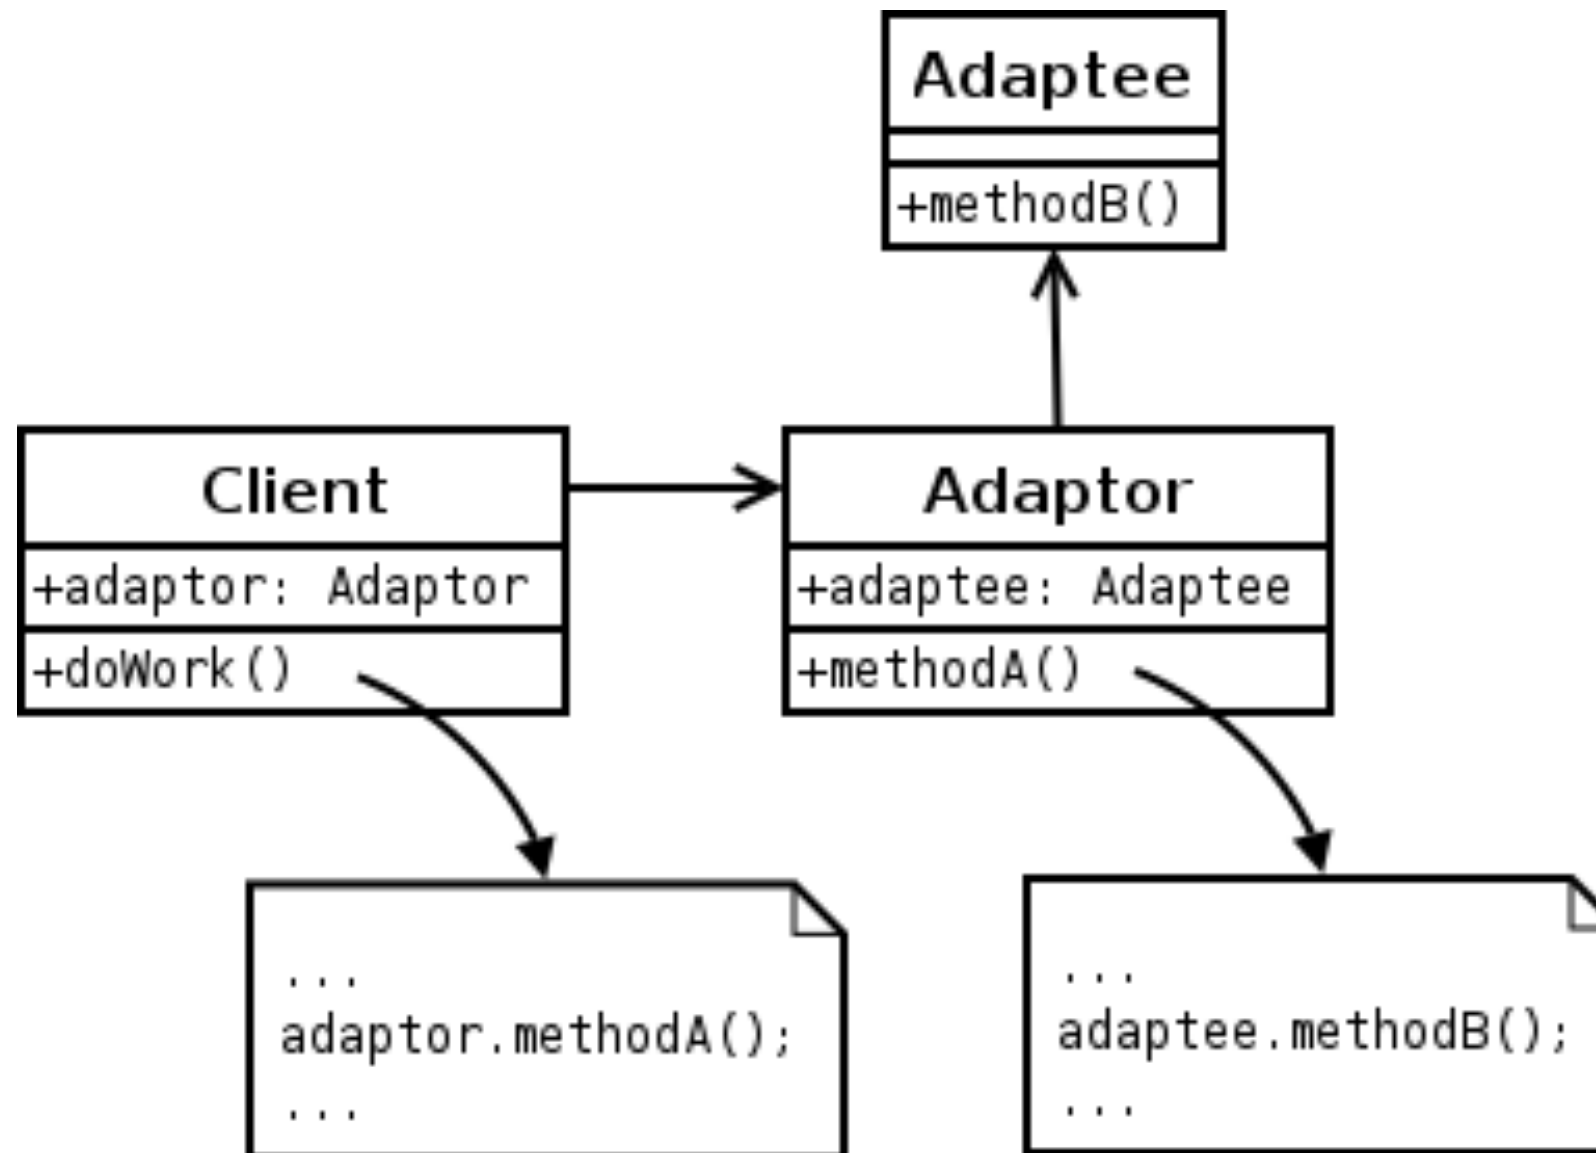 Adaptee
+methodB()
Client
+adaptor: Adaptor
+doWork()
Adaptor
+adaptee: Adaptee
+methodA()
...
adaptor.methodA();
...
...
adaptee.methodB();
...